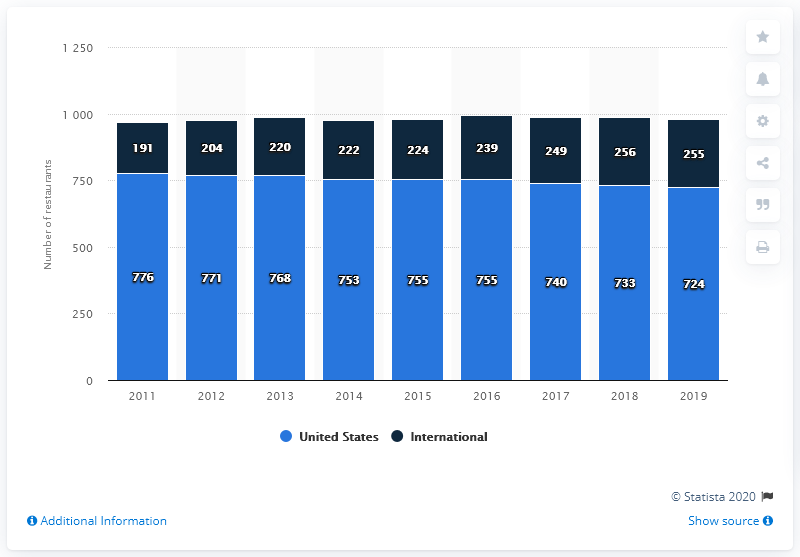 1 250
1 000
750
500
250
0
Number of restaurants
191 204 220 222 224 239 249 256 255
776 771 768 753 755 755 740 733 724
2011 2012 2013 2014 2015 2016 2017 2018 2019
United States International
© Statista 2020
Additional Information Show source